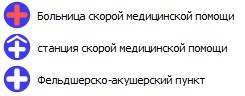 Больница скорой медицинской помощи
станция скорой медицинской помощи
Фельдшерско-акушерский пункт